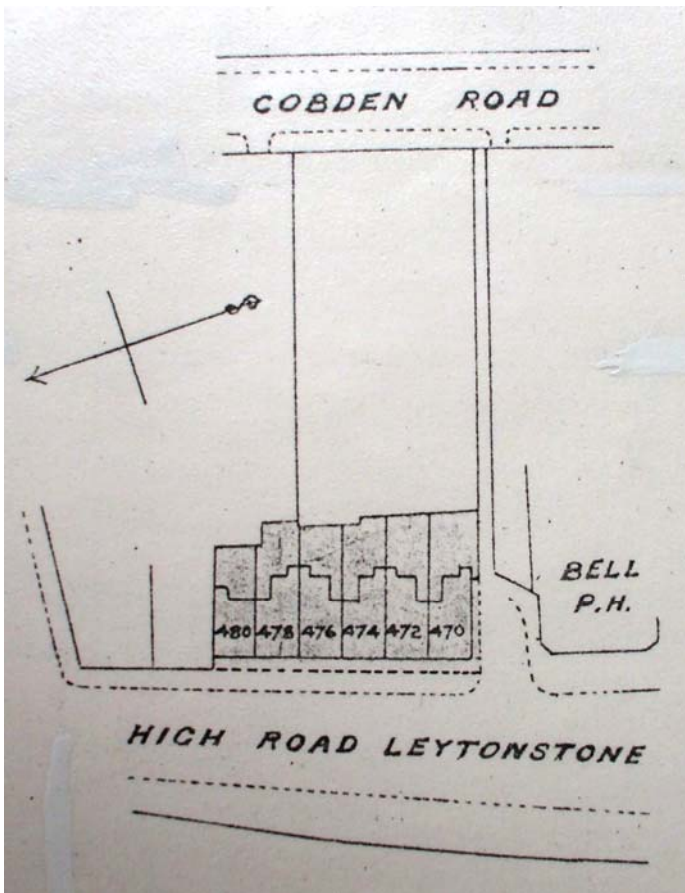 COBDEN ROAD
BELL
P.H.
480 478 476 474 472 470
HIGH ROAD LEYTONSTONE